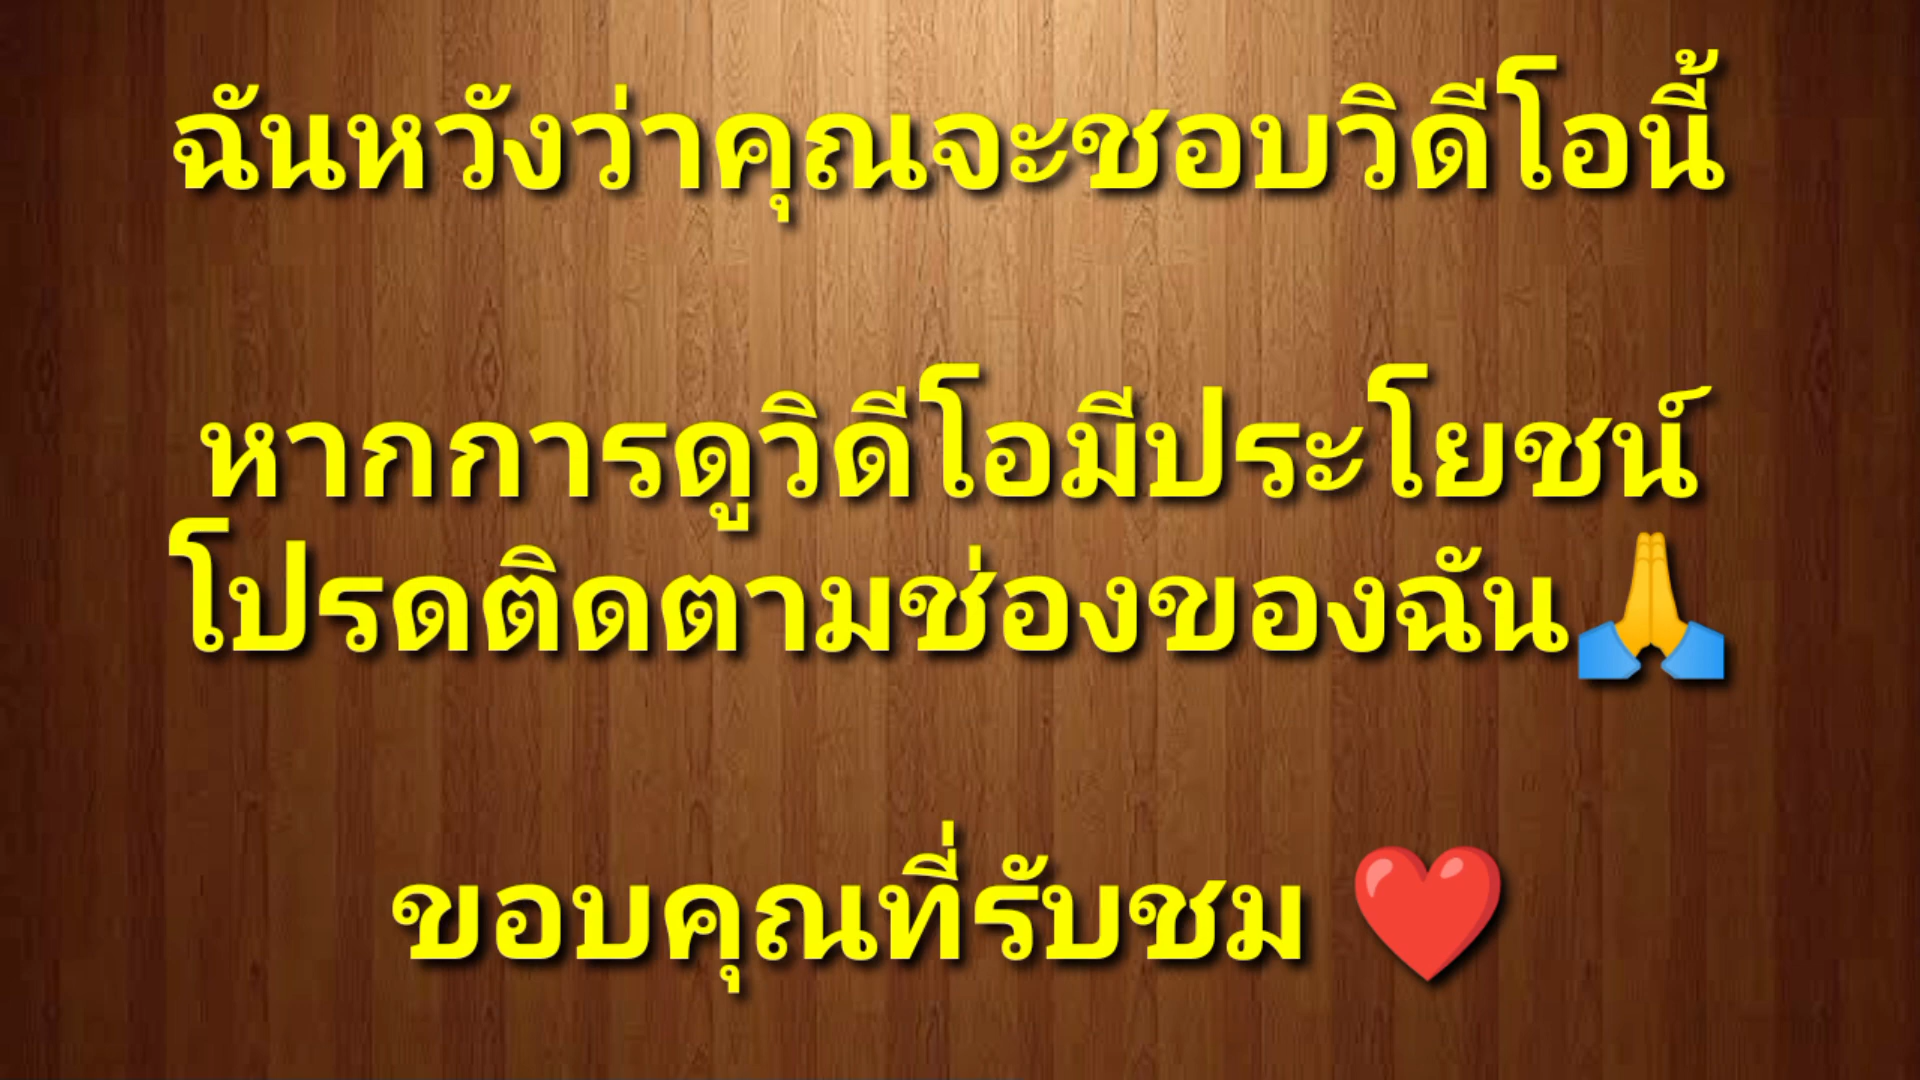 ฉันหวังว่าคุณจะชอบวิดีโอนี้
หากการดูวิดีโอมีประโยชน์
โปรดติดตามช่องของฉัน🙏
ขอบคุณที่รับชม ❤️